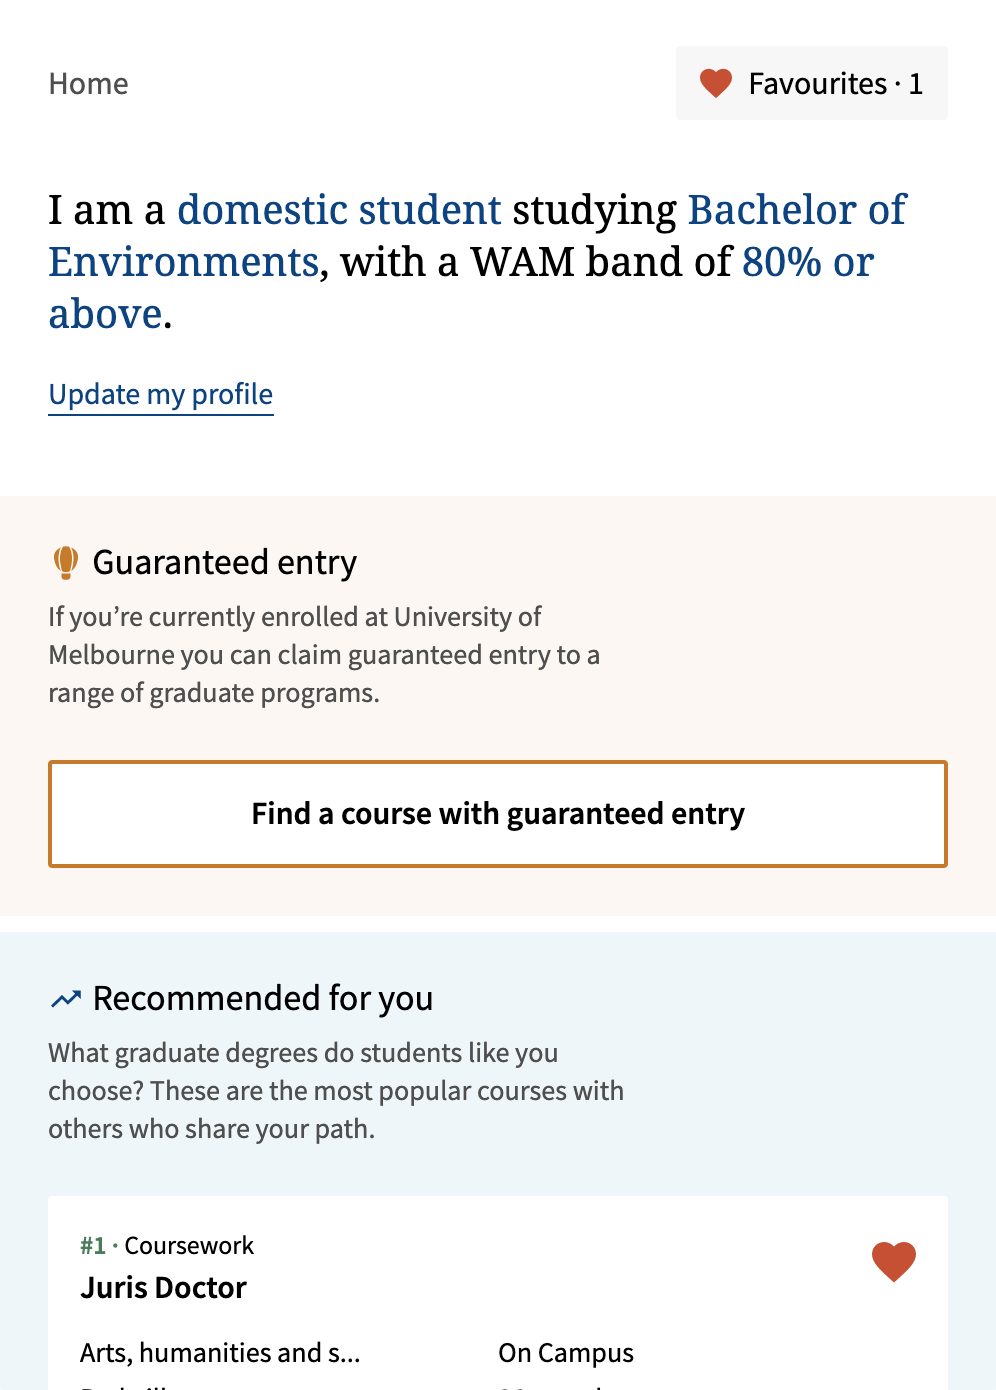 Home
Favourites · 1
I am a domestic student studying Bachelor of
Environments, with a WAM band of 80% or
above.
Update my profile
Guaranteed entry
If you’re currently enrolled at University of
Melbourne you can claim guaranteed entry to a
range of graduate programs.
Find a course with guaranteed entry
Recommended for you
What graduate degrees do students like you
choose? These are the most popular courses with
others who share your path.
#1 · Coursework
Juris Doctor
Arts, humanities and s...
On Campus